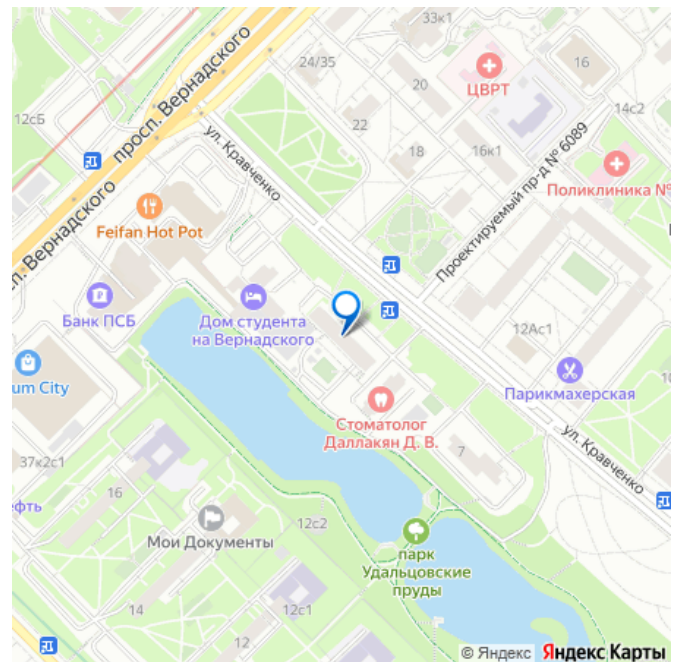 33к1
24/35
20
ЦВРТ
16
12с5
просп. Вернадского
22
14с2
18
16к1
ул. Кравченко
Поликлиника №
Проектируемый пр-д № 6089
Вернадского
Feifan Hot Pot
Банк ПСБ
Дом студента
на Вернадского
12Ас1
um City
Парикмахерская
Стоматолог
Даллакян Д. В.
7
ул. Кравченко
37к2с1
16
Мои Документы
12с2
парк
Удальцовские
пруды
14
12с1
12
© Яндекс Яндекс Карты